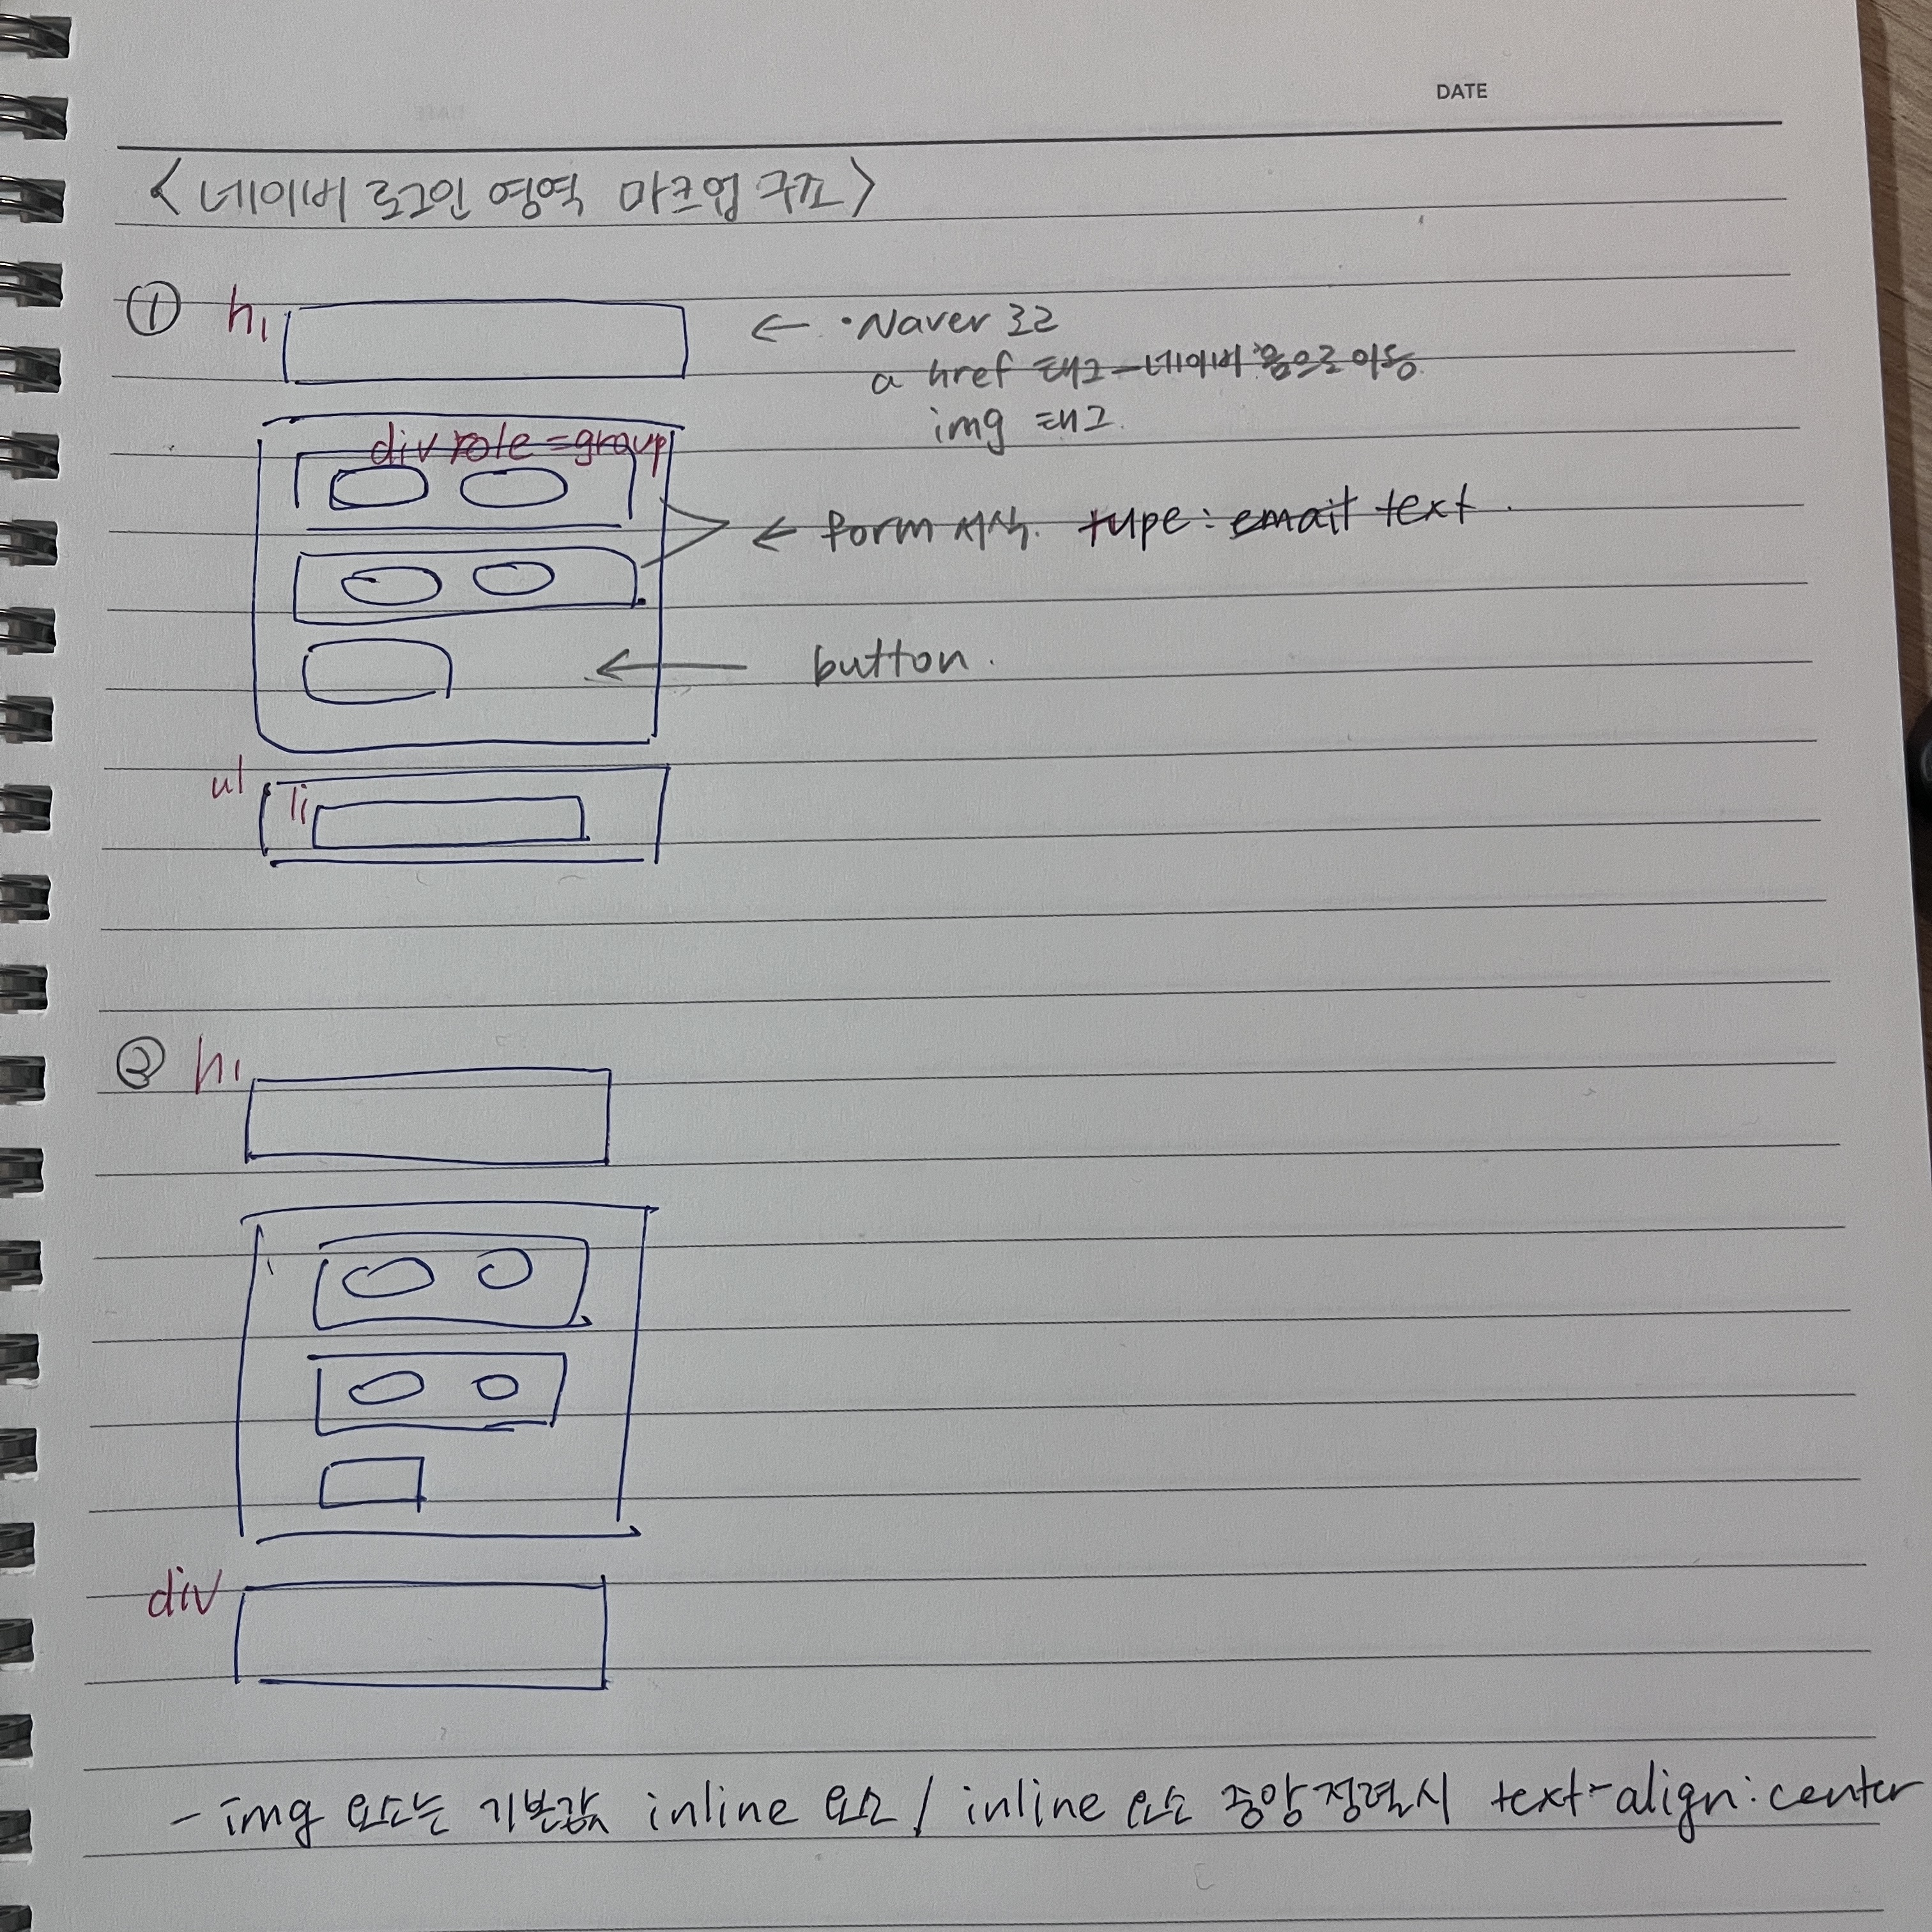 DATE
<네이버 로그인 영역 마크업 구조>
① h1
← · Naver 로고
a href 태그 - 네이버 홈으로 이동
img 태그.
div role=group
← form 서식. type: email text.
← button.
ul
li
② h1
div
- img 요소는 기본값 inline 요소 / inline 요소 중앙정렬시 text-align:center